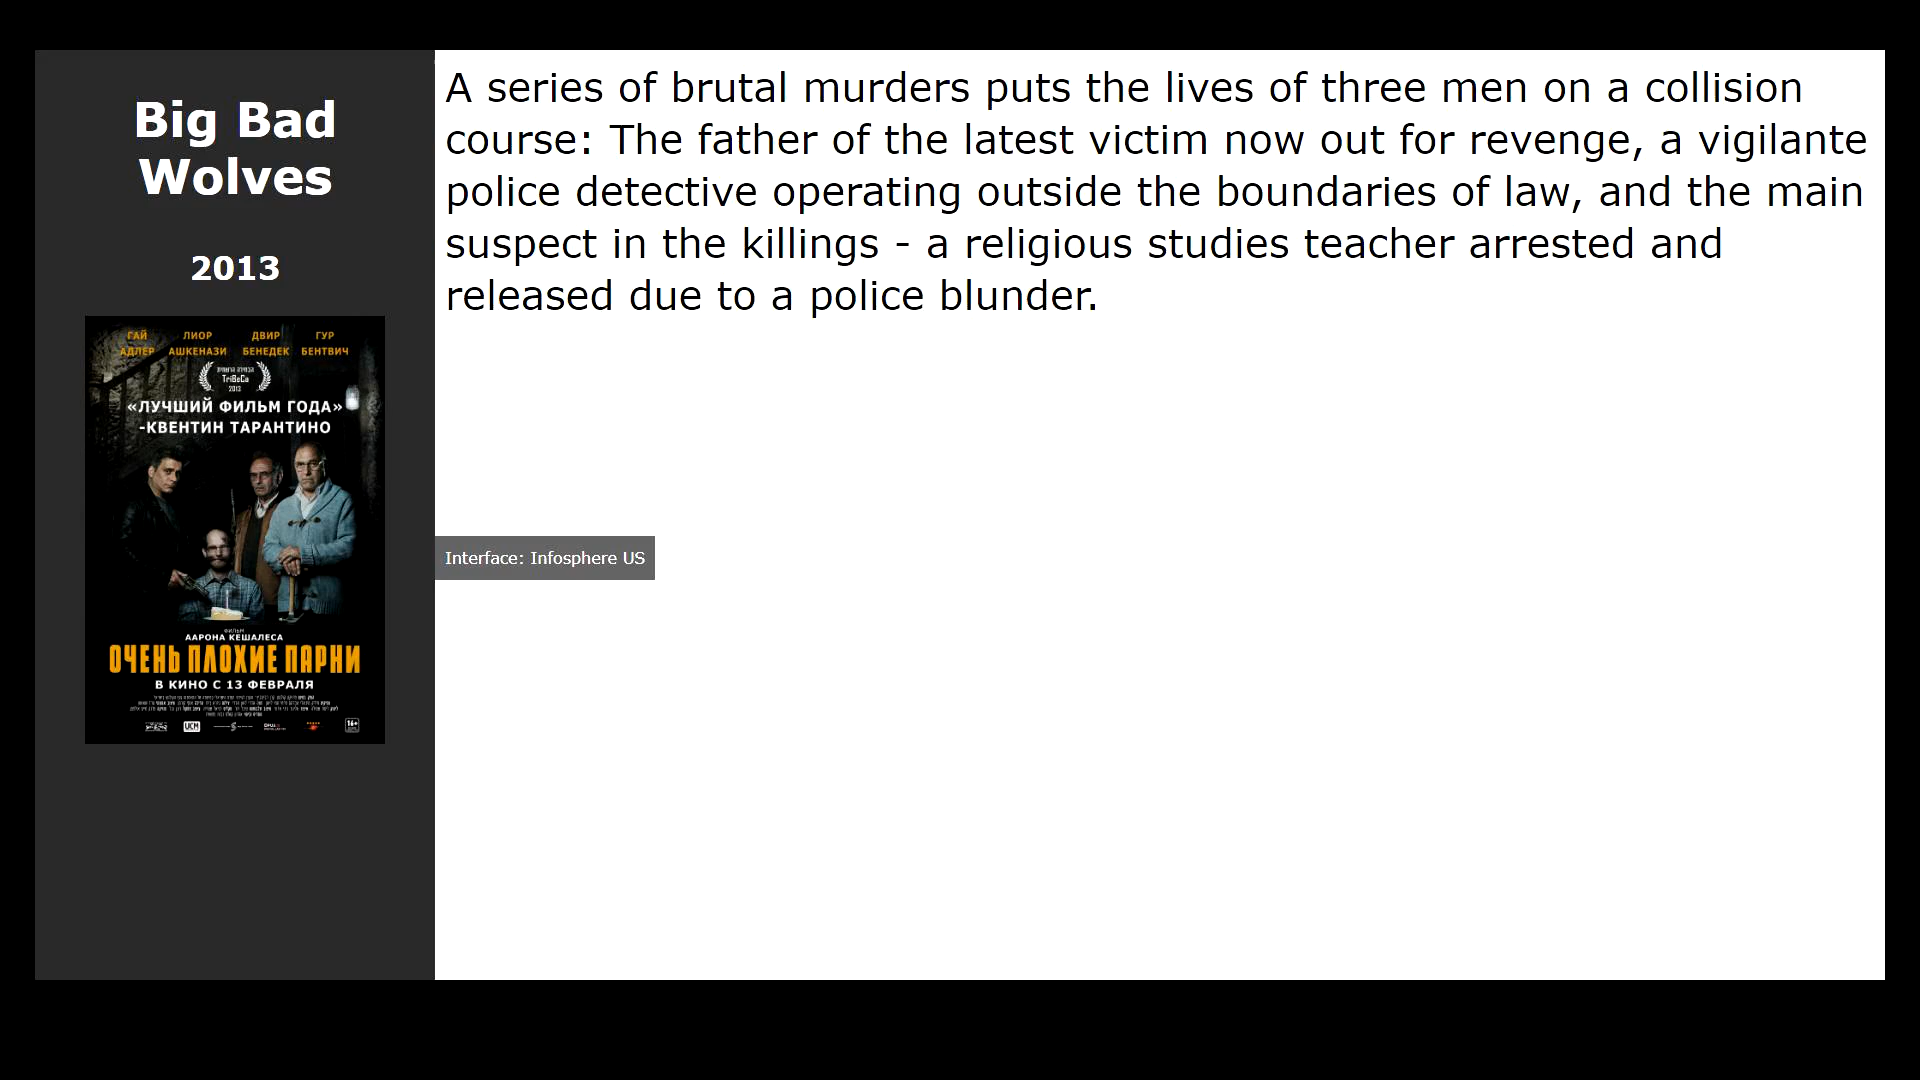 Big Bad
Wolves
2013
ГАЙ ЛИОР ДВИР ГУР
АДЛЕР АШКЕНАЗИ БЕНЕДЕК БЕНТВИЧ
TriBeCa
2013
«ЛУЧШИЙ ФИЛЬМ ГОДА»
-КВЕНТИН ТАРАНТИНО
ФИЛЬМ
ААРОНА КЕШАЛЕСА
ОЧЕНЬ ПЛОХИЕ ПАРНИ
В КИНО С 13 ФЕВРАЛЯ
UCM
16+
A series of brutal murders puts the lives of three men on a collision
course: The father of the latest victim now out for revenge, a vigilante
police detective operating outside the boundaries of law, and the main
suspect in the killings - a religious studies teacher arrested and
released due to a police blunder.
Interface: Infosphere US